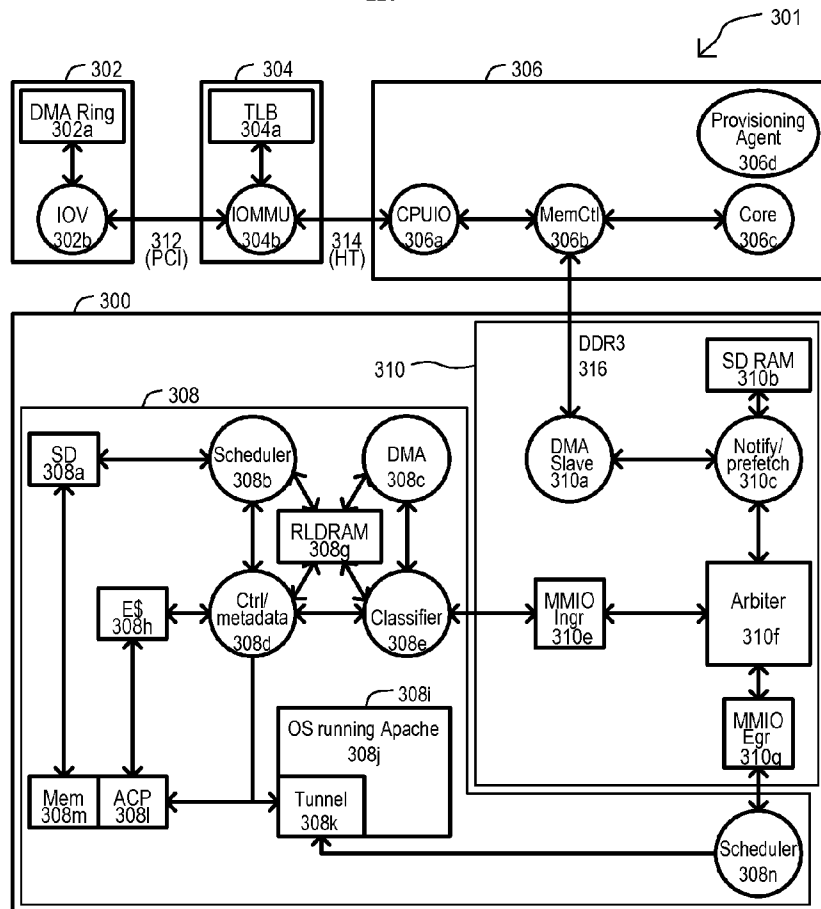 301
302
304
306
DMA Ring
302a
TLB
304a
Provisioning
Agent
306d
IOV
302b
IOMMU
304b
CPUIO
306a
MemCtl
306b
Core
306c
312
(PCI)
314
(HT)
300
DDR3
316
310
SD RAM
310b
308
SD
308a
Scheduler
308b
DMA
308c
DMA
Slave
310a
Notify/
prefetch
310c
RLDRAM
308g
E$
308h
Ctrl/
metadata
308d
Classifier
308e
MMIO
Ingr
310e
Arbiter
310f
308i
OS running Apache
308j
MMIO
Egr
310g
Mem
308m
ACP
308l
Tunnel
308k
Scheduler
308n